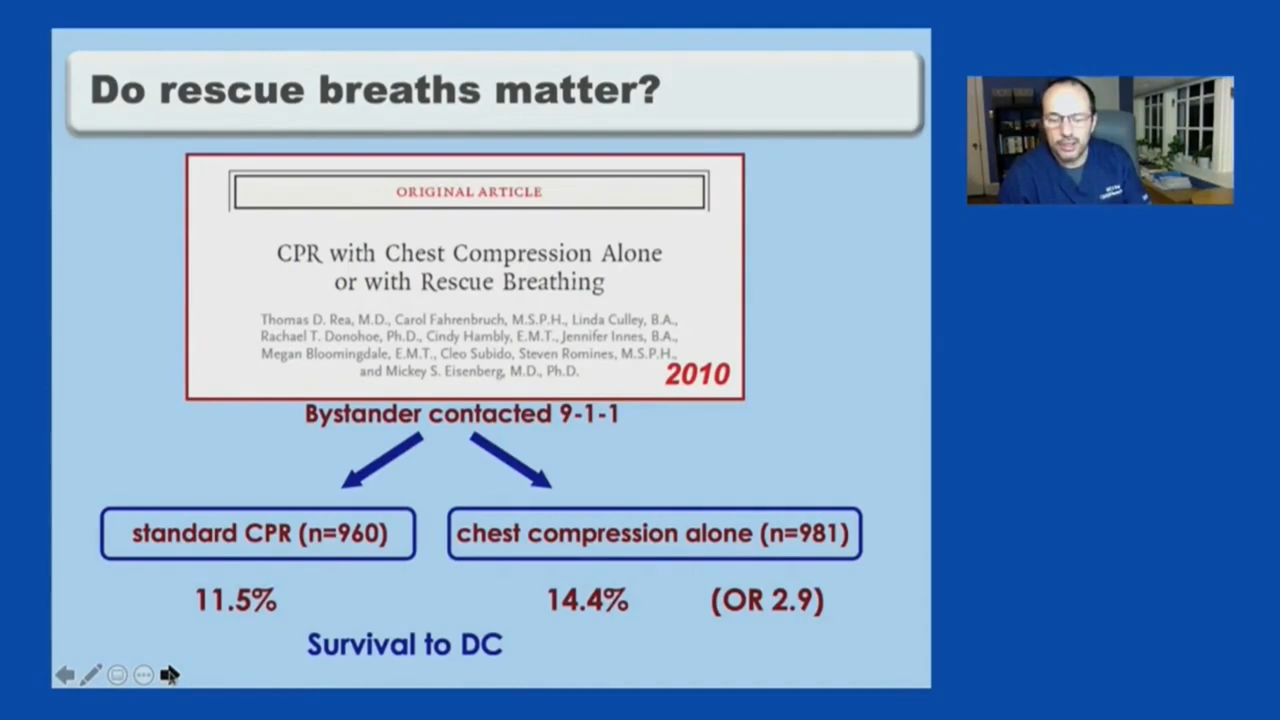 Do rescue breaths matter?
ORIGINAL ARTICLE
CPR with Chest Compression Alone
or with Rescue Breathing
Thomas D. Rea, M.D., Carol Fahrenbruch, M.S.P.H., Linda Culley, B.A.,
Rachael T. Donohoe, Ph.D., Cindy Hambly, E.M.T., Jennifer Innes, B.A.,
Megan Bloomingdale, E.M.T., Cleo Subido, Steven Romines, M.S.P.H.,
and Mickey S. Eisenberg, M.D., Ph.D.
2010
Bystander contacted 9-1-1
standard CPR (n=960)
chest compression alone (n=981)
11.5%
14.4%
(OR 2.9)
Survival to DC